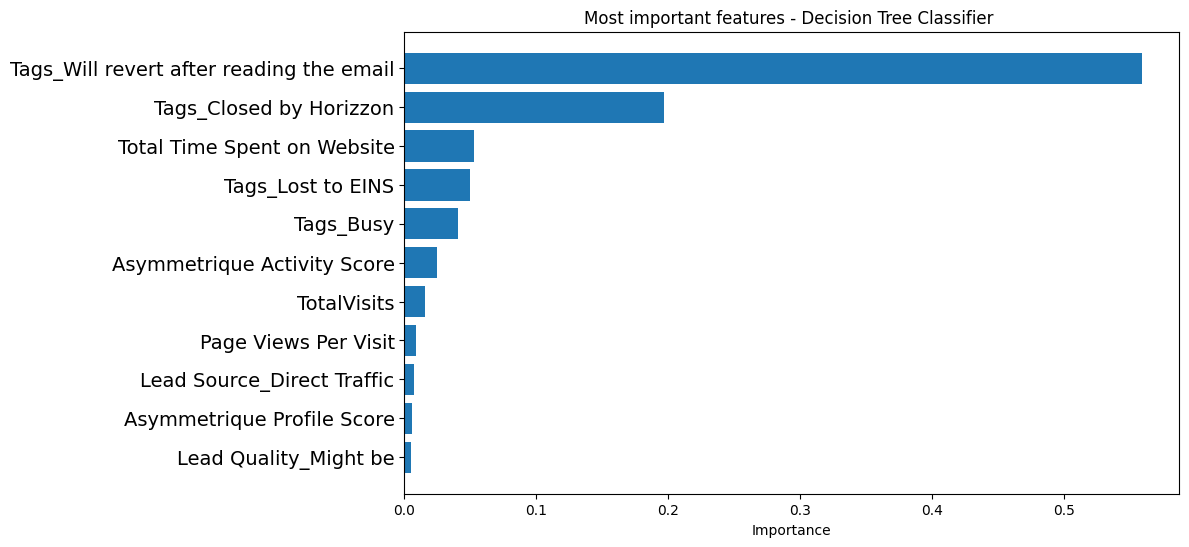 Most important features - Decision Tree Classifier
Tags_Will revert after reading the email
Tags_Closed by Horizzon
Total Time Spent on Website
Tags_Lost to EINS
Tags_Busy
Asymmetrique Activity Score
TotalVisits
Page Views Per Visit
Lead Source_Direct Traffic
Asymmetrique Profile Score
Lead Quality_Might be
0.0 0.1 0.2 0.3 0.4 0.5
Importance